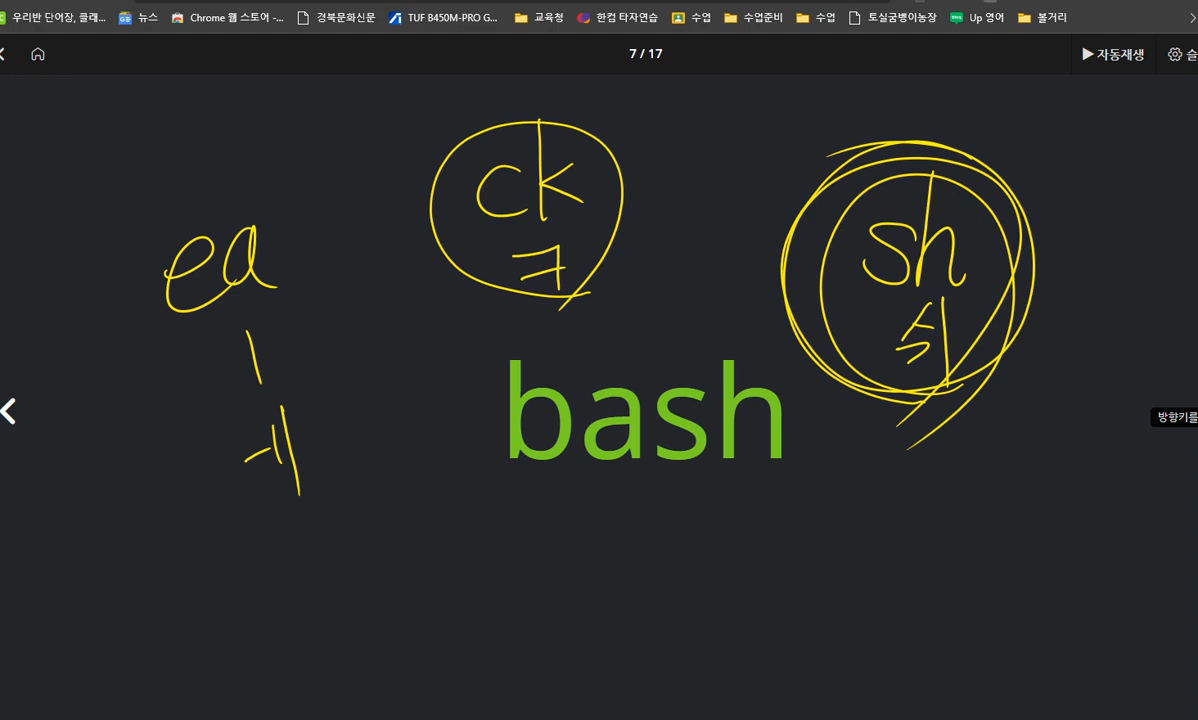 우리반 단어장, 클래... 뉴스 Chrome 웹 스토어 -... 경북문화신문 TUF B450M-PRO G... 교육청 한컴 타자연습 수업 수업준비 수업 토실굼벵이농장 Up 영어 볼거리
7 / 17 ▶ 자동재생 슬
ck
ㅋ
sh
쉬
ea
ㅣ
ㅔ
bash
방향키를